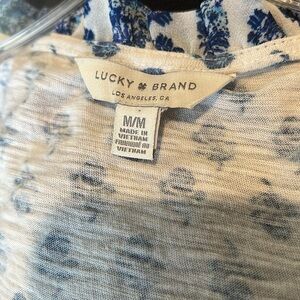 LUCKY BRAND
LOS ANGELES, CA
M/M
MADE IN
VIETNAM
FABRIQUÉ AU
VIETNAM